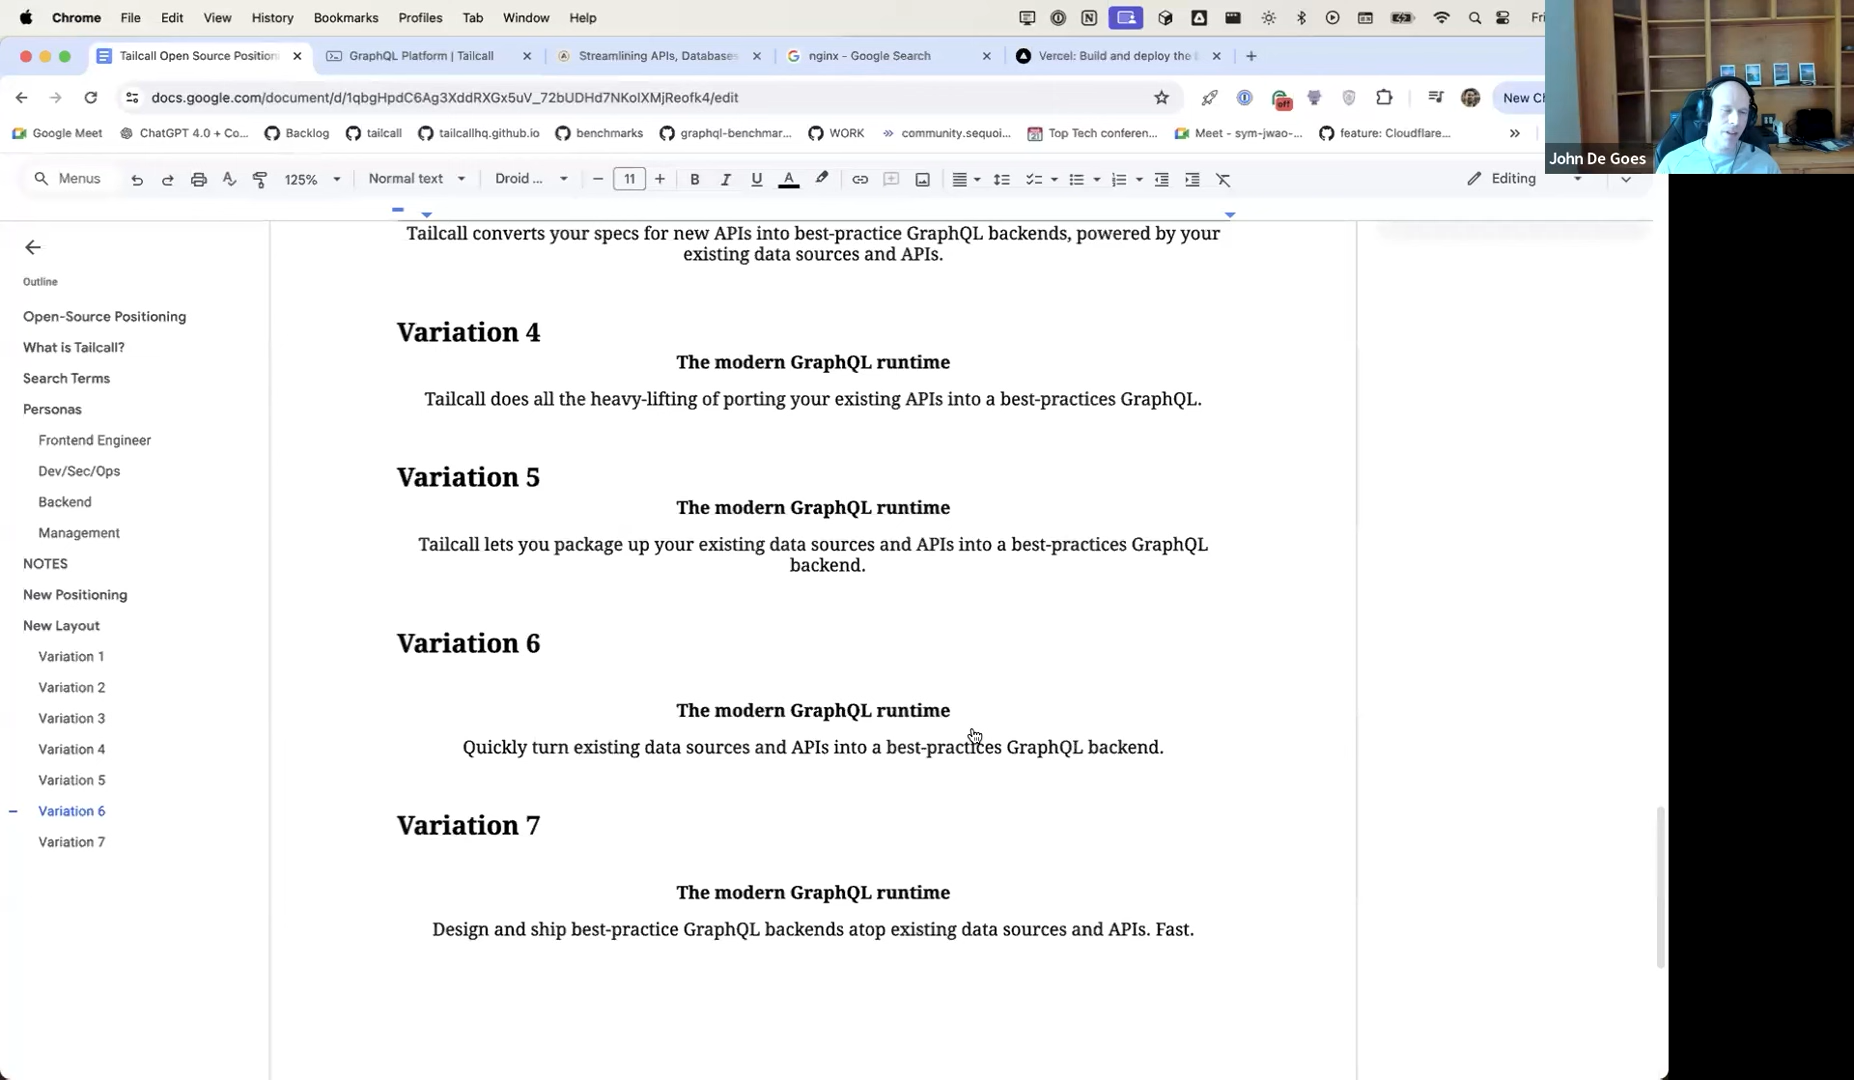 Chrome File Edit View History Bookmarks Profiles Tab Window Help Fri
Tailcall Open Source Position
GraphQL Platform | Tailcall
Streamlining APIs, Databases
nginx - Google Search
Vercel: Build and deploy the
docs.google.com/document/d/1qbgHpdC6Ag3XddRXGx5uV_72bUDHd7NKolXMjReofk4/edit
New Ch
Google Meet ChatGPT 4.0 + Co... Backlog tailcall tailcallhq.github.io benchmarks graphql-benchmar... WORK community.sequoi... Top Tech conferen... Meet - sym-jwao-... feature: Cloudflare...
John De Goes
Menus 125% Normal text Droid ... 11 B I U A Editing
Outline
Open-Source Positioning
What is Tailcall?
Search Terms
Personas
Frontend Engineer
Dev/Sec/Ops
Backend
Management
NOTES
New Positioning
New Layout
Variation 1
Variation 2
Variation 3
Variation 4
Variation 5
Variation 6
Variation 7
Tailcall converts your specs for new APIs into best-practice GraphQL backends, powered by your
existing data sources and APIs.
Variation 4
The modern GraphQL runtime
Tailcall does all the heavy-lifting of porting your existing APIs into a best-practices GraphQL.
Variation 5
The modern GraphQL runtime
Tailcall lets you package up your existing data sources and APIs into a best-practices GraphQL
backend.
Variation 6
The modern GraphQL runtime
Quickly turn existing data sources and APIs into a best-practices GraphQL backend.
Variation 7
The modern GraphQL runtime
Design and ship best-practice GraphQL backends atop existing data sources and APIs. Fast.